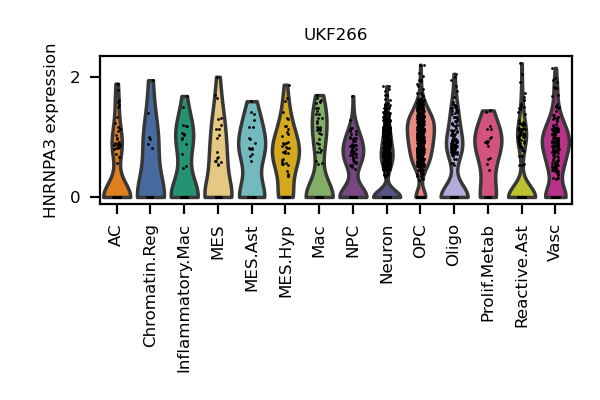 UKF266
HNRNPA3 expression
2
0
AC
Chromatin.Reg
Inflammatory.Mac
MES
MES.Ast
MES.Hyp
Mac
NPC
Neuron
OPC
Oligo
Prolif.Metab
Reactive.Ast
Vasc